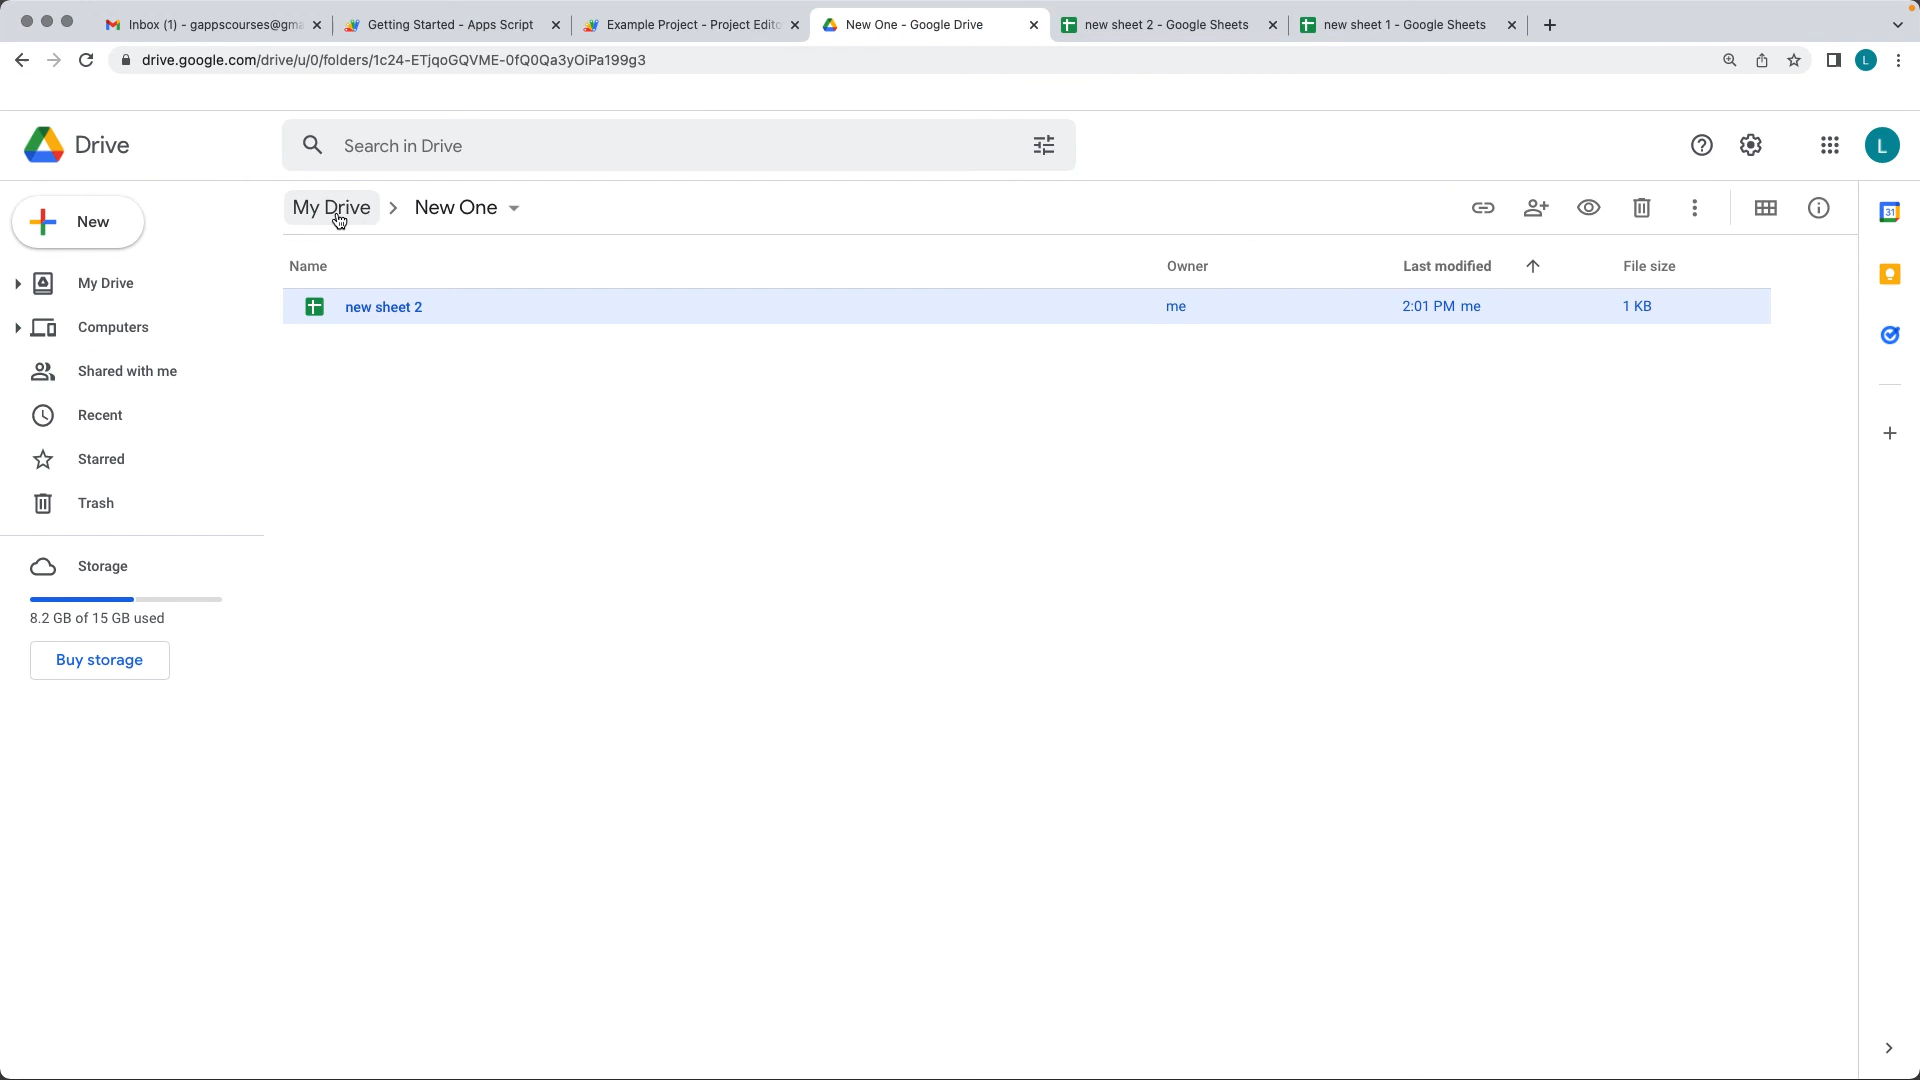 Inbox (1) - gappscourses@gma
Getting Started - Apps Script
Example Project - Project Edito
New One - Google Drive
new sheet 2 - Google Sheets
new sheet 1 - Google Sheets
drive.google.com/drive/u/0/folders/1c24-ETjqoGQVME-0fQ0Qa3yOiPa199g3
L
Drive
Search in Drive
L
New
My Drive
New One
31
Name
Owner
Last modified
File size
new sheet 2
me
2:01 PM me
1 KB
My Drive
Computers
Shared with me
Recent
Starred
Trash
Storage
8.2 GB of 15 GB used
Buy storage